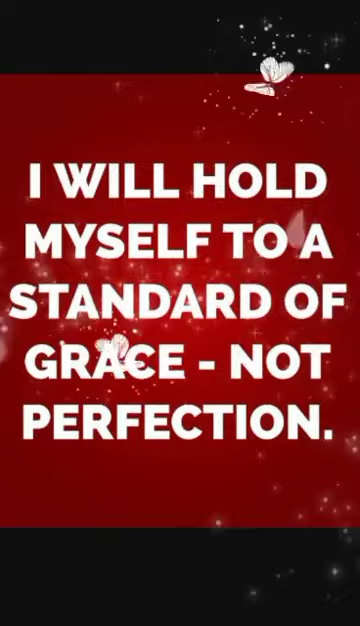 I WILL HOLD
MYSELF TO A
STANDARD OF
GRACE - NOT
PERFECTION.